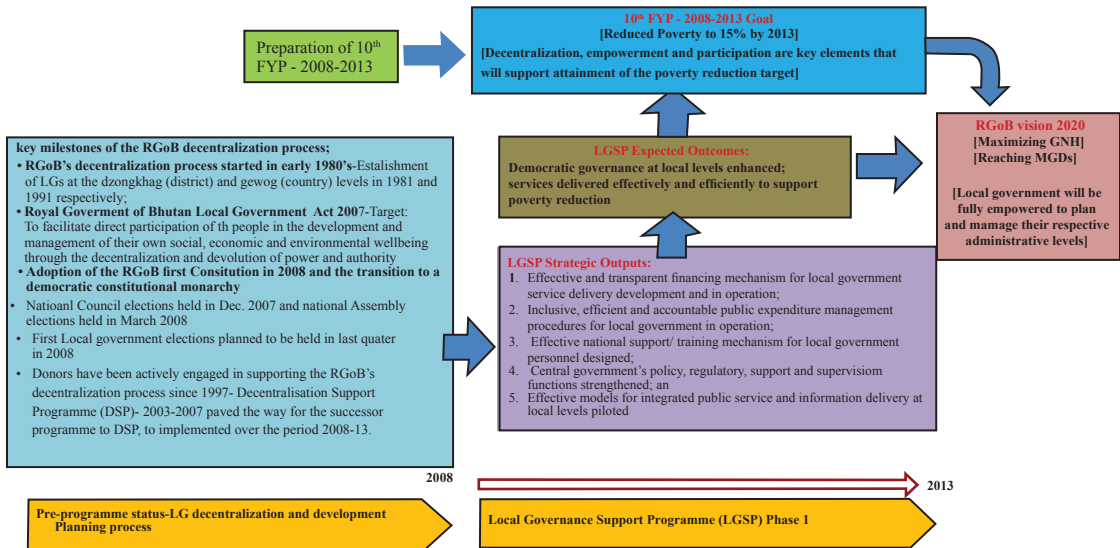 Preparation of 10th
FYP - 2008-2013
10th FYP - 2008-2013 Goal
[Reduced Poverty to 15% by 2013]
[Decentralization, empowerment and participation are key elements that
will support attainment of the poverty reduction target]
RGoB vision 2020
[Maximizing GNH]
[Reaching MGDs]
[Local government will be
fully empowered to plan
and mamage their respective
administrative levels]
LGSP Expected Outcomes:
Democratic governance at local levels enhanced;
services delivered effectively and efficiently to support
poverty reduction
key milestones of the RGoB decentralization process;
• RGoB's decentralization process started in early 1980's-Estalishment
of LGs at the dzongkhag (district) and gewog (country) levels in 1981 and
1991 respectively;
• Royal Goverment of Bhutan Local Government Act 2007-Target:
To facilitate direct participation of th people in the development and
management of their own social, economic and environmental wellbeing
through the decentralization and devolution of power and authority
• Adoption of the RGoB first Consitution in 2008 and the transition to a
democratic constitutional monarchy
• Natioanl Council elections held in Dec. 2007 and national Assembly
elections held in March 2008
• First Local government elections planned to be held in last quater
in 2008
• Donors have been actively engaged in supporting the RGoB's
decentralization process since 1997- Decentralisation Support
Programme (DSP)- 2003-2007 paved the way for the successor
programme to DSP, to implemented over the period 2008-13.
LGSP Strategic Outputs:
1. Effeective and transparent financing mechanism for local government
service delivery development and in operation;
2. Inclusive, efficient and accountable public expenditure management
procedures for local government in operation;
3. Effective national support/ training mechanism for local government
personnel designed;
4. Central government's policy, regulatory, support and supervisiom
functions strengthened; an
5. Effective models for integrated public service and information delivery at
local levels piloted
2008
2013
Pre-programme status-LG decentralization and development
Planning process
Local Governance Support Programme (LGSP) Phase 1